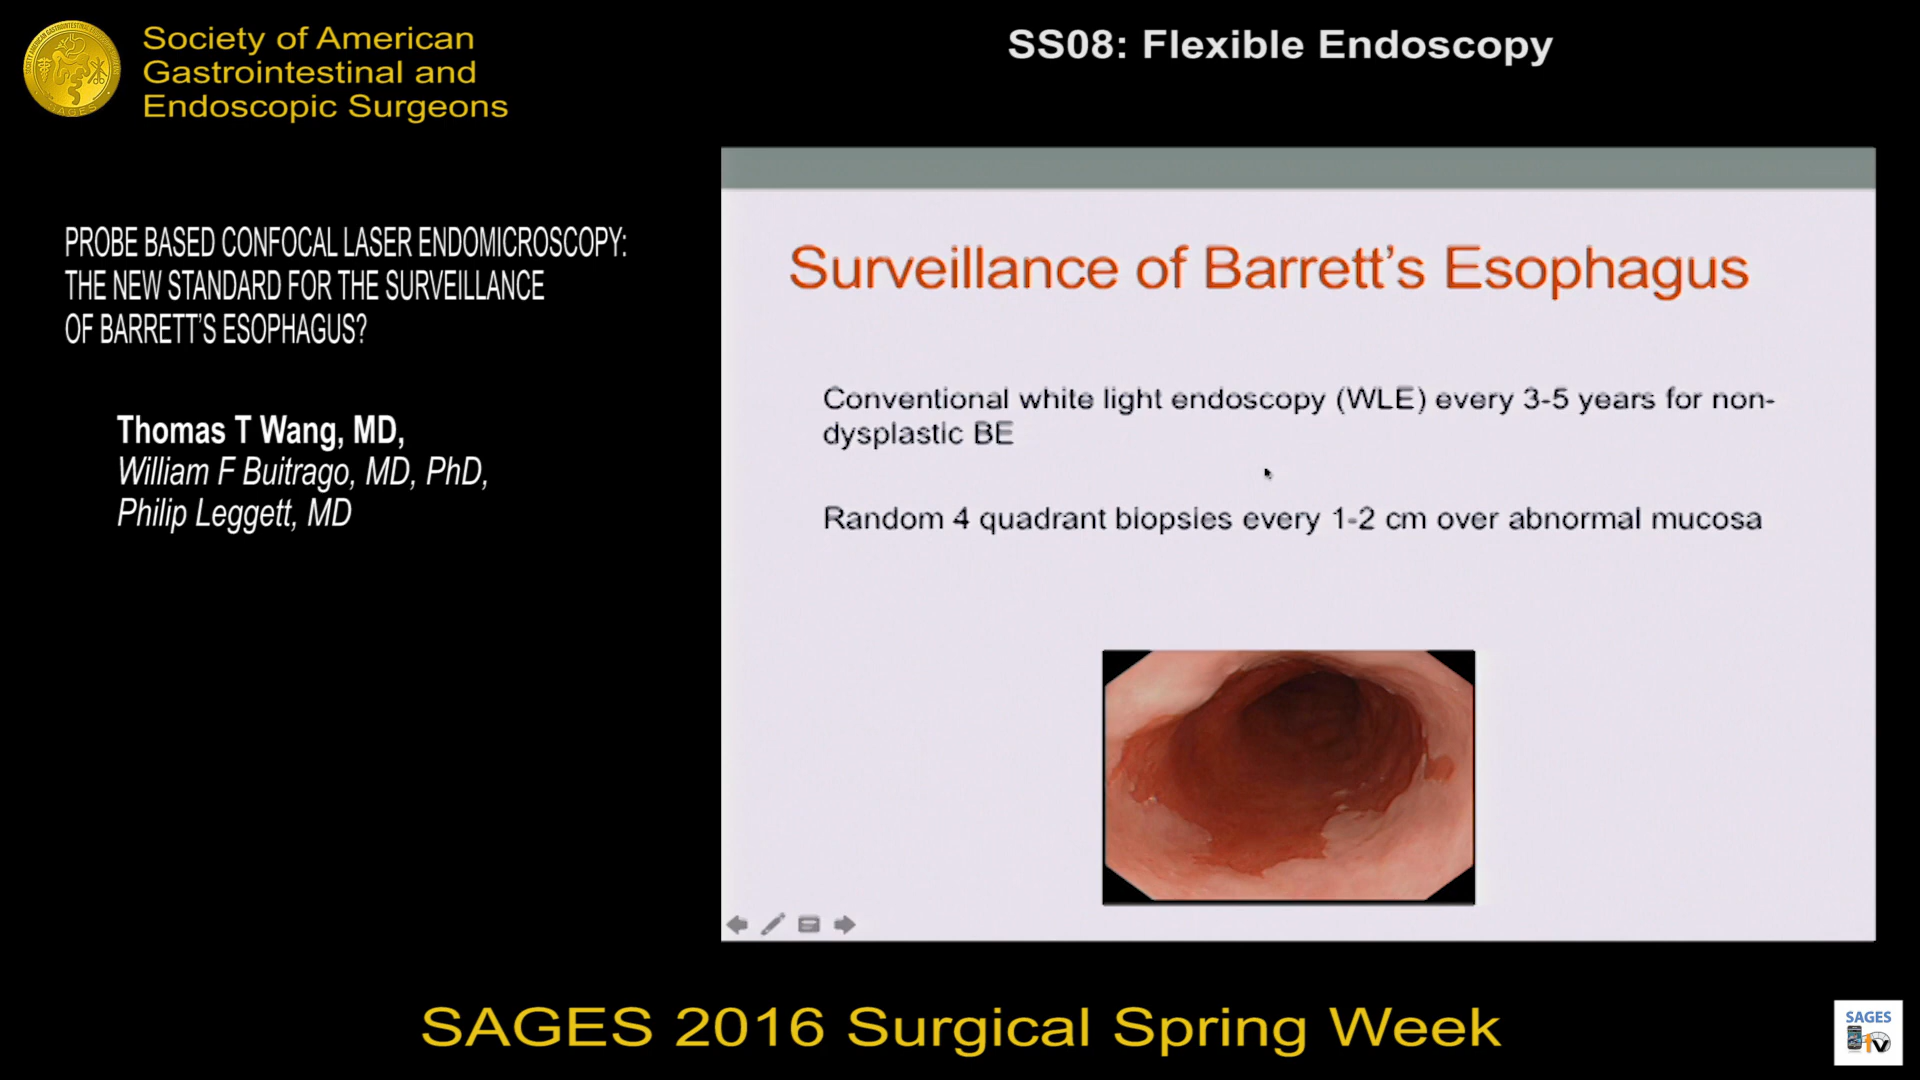 Society of American
Gastrointestinal and
Endoscopic Surgeons
SS08: Flexible Endoscopy
PROBE BASED CONFOCAL LASER ENDOMICROSCOPY:
THE NEW STANDARD FOR THE SURVEILLANCE
OF BARRETT'S ESOPHAGUS?
Thomas T Wang, MD,
William F Buitrago, MD, PhD,
Philip Leggett, MD
Surveillance of Barrett's Esophagus
Conventional white light endoscopy (WLE) every 3-5 years for non-
dysplastic BE
Random 4 quadrant biopsies every 1-2 cm over abnormal mucosa
SAGES 2016 Surgical Spring Week
SAGES
TV